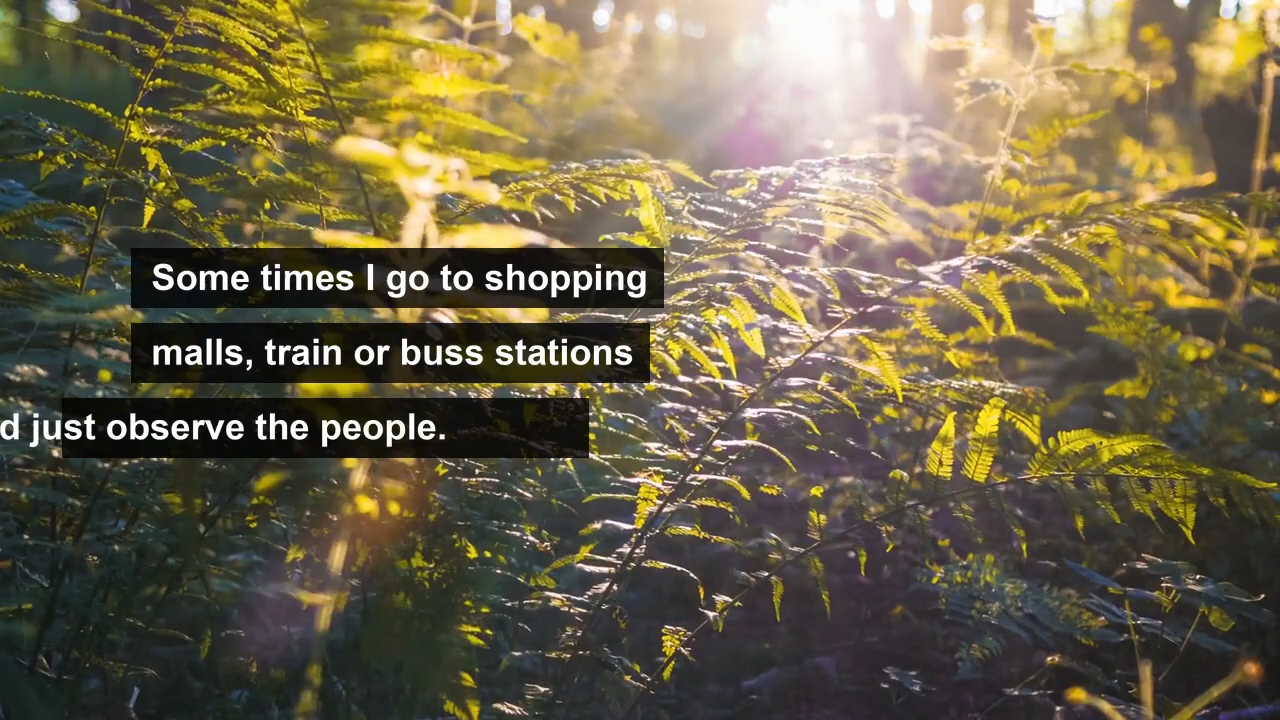 Some times I go to shopping
malls, train or buss stations
d just observe the people.